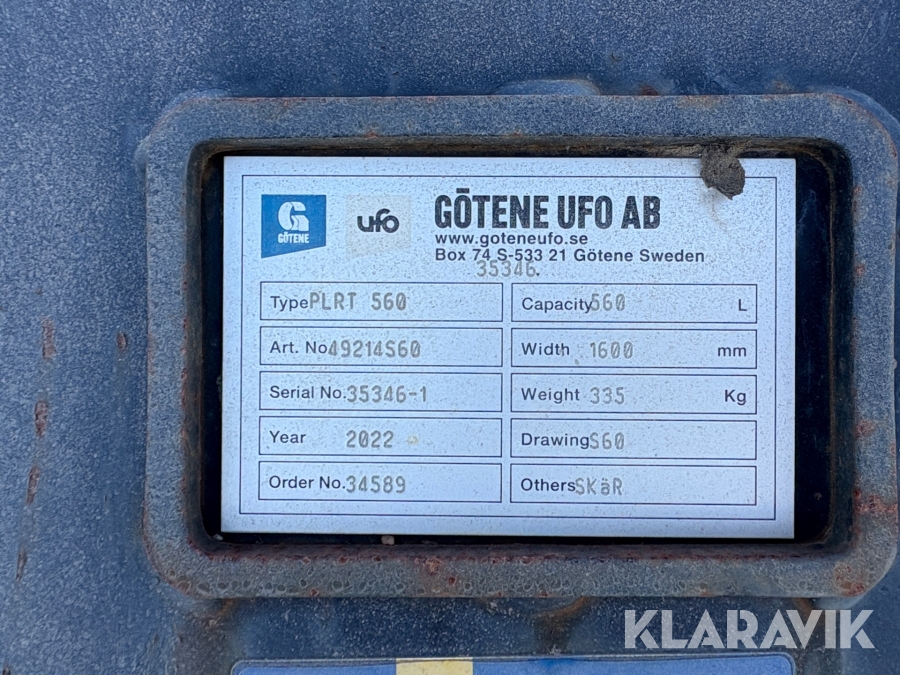 GÖTENE
ufo
GÖTENE UFO AB
www.goteneufo.se
Box 74 S-533 21 Götene Sweden
35346.
Type PLRT 560
Capacity 560 L
Art. No 49214S60
Width 1600 mm
Serial No. 35346-1
Weight 335 Kg
Year 2022
Drawing S60
Order No. 34589
Others SKäR
KLARAVIK